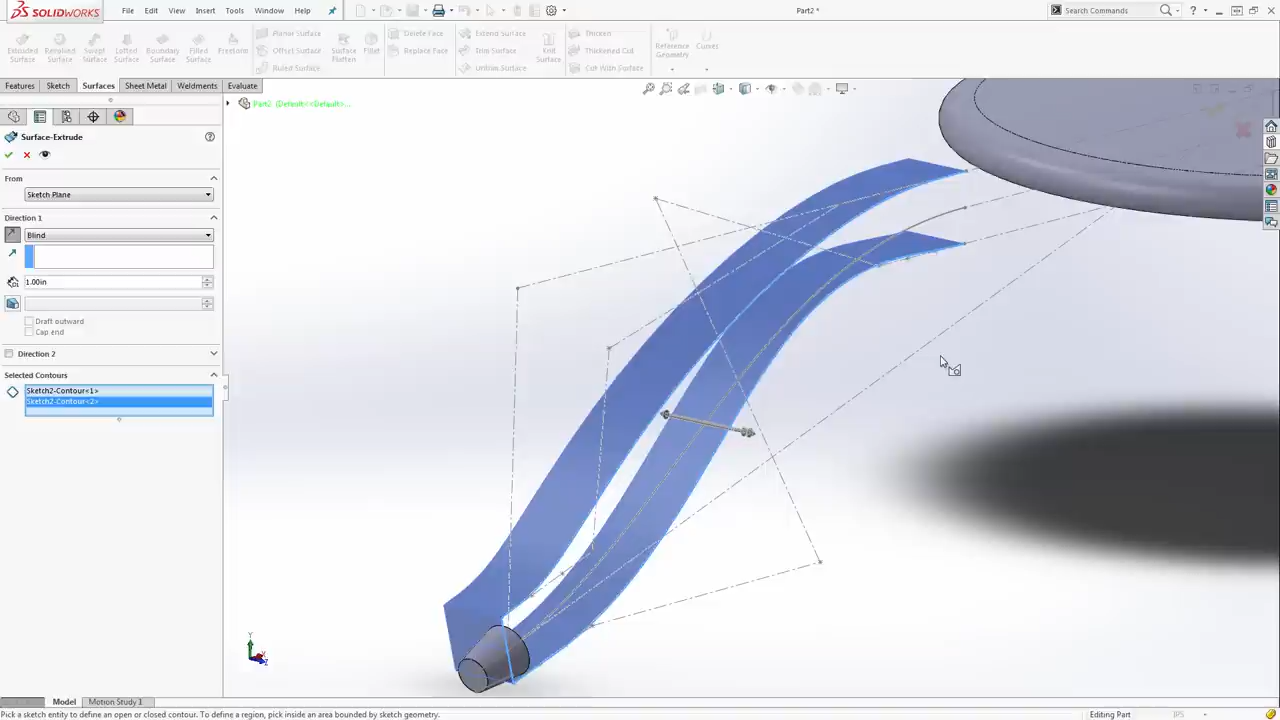 SOLIDWORKS File Edit View Insert Tools Window Help Part2 * Search Commands
Extruded Surface Revolved Surface Swept Surface Lofted Surface Boundary Surface Filled Surface Freeform Planar Surface Offset Surface Ruled Surface Surface Flatten Fillet Delete Face Replace Face Extend Surface Trim Surface Untrim Surface Knit Surface Thicken Thickened Cut Cut With Surface Reference Geometry Curves
Features Sketch Surfaces Sheet Metal Weldments Evaluate
Part2 (Default<<Default>...
Surface-Extrude
From
Sketch Plane
Direction 1
Blind
1.00in
Draft outward
Cap end
Direction 2
Selected Contours
Sketch2-Contour<1>
Sketch2-Contour<2>
Y
Model Motion Study 1
Pick a sketch entity to define an open or closed contour. To define a region, pick inside an area bounded by sketch geometry. Editing Part IPS